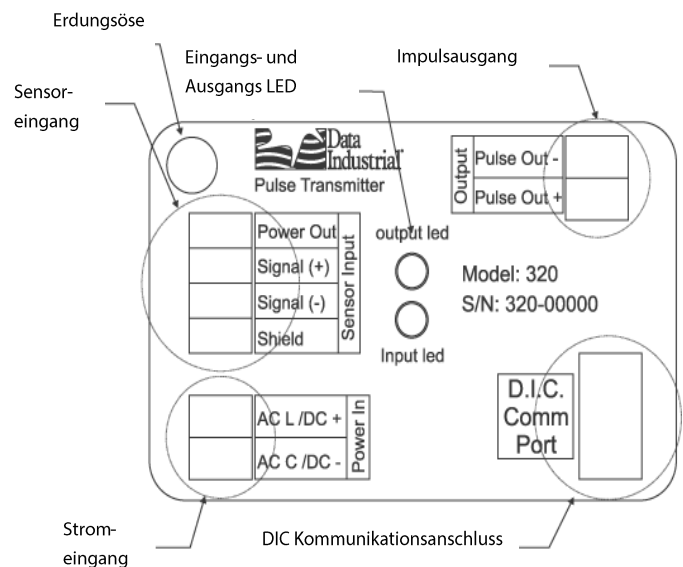 Erdungsöse
Eingangs- und
Ausgangs LED
Impulsausgang
Sensor-
eingang
Data
Industrial
Pulse Transmitter
Output
Pulse Out -
Pulse Out +
Power Out
Signal (+)
Signal (-)
Shield
Sensor Input
output led
Input led
Model: 320
S/N: 320-00000
AC L /DC +
AC C /DC -
Power In
D.I.C.
Comm
Port
Strom-
eingang
DIC Kommunikationsanschluss